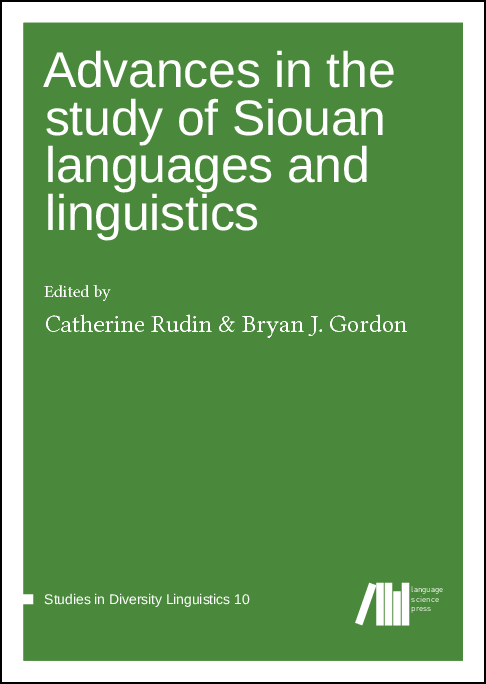 Advances in the
study of Siouan
languages and
linguistics
Edited by
Catherine Rudin & Bryan J. Gordon
Studies in Diversity Linguistics 10
language
science
press